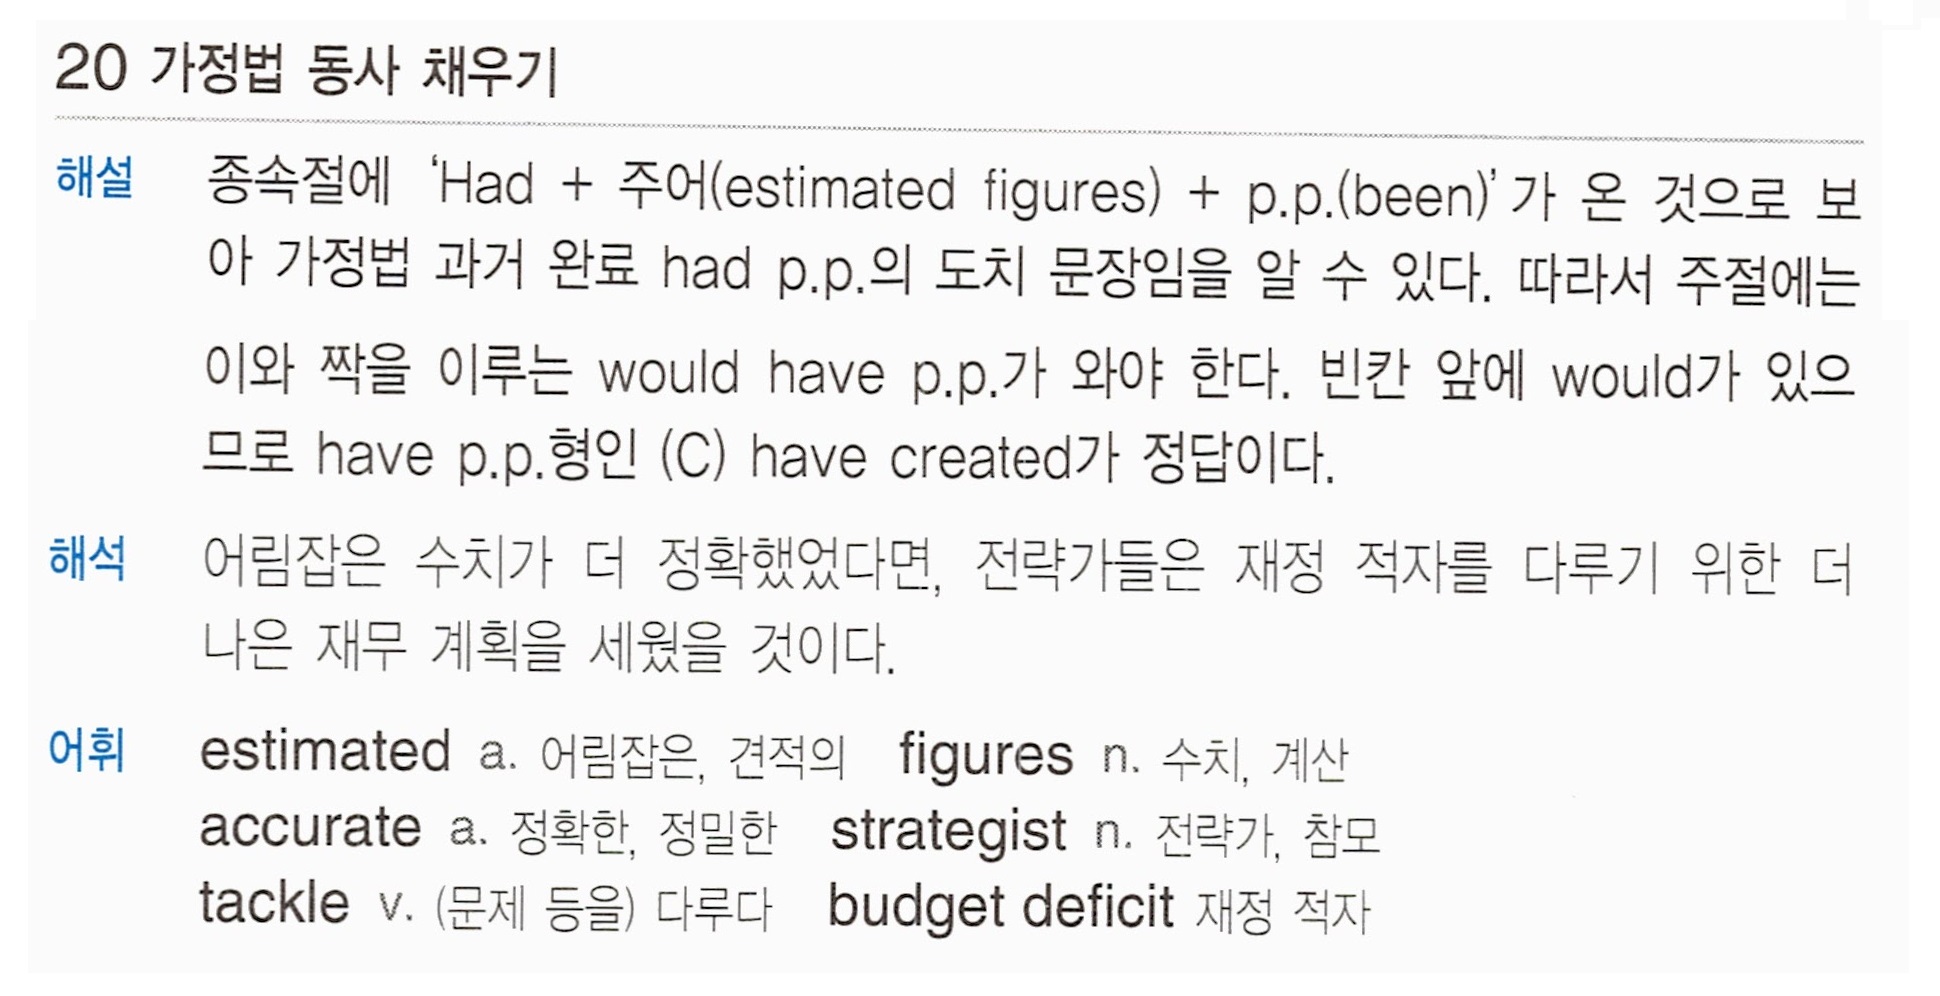 20 가정법 동사 채우기
해설 종속절에 ‘Had + 주어(estimated figures) + p.p.(been)’가 온 것으로 보
아 가정법 과거 완료 had p.p.의 도치 문장임을 알 수 있다. 따라서 주절에는
이와 짝을 이루는 would have p.p.가 와야 한다. 빈칸 앞에 would가 있으
므로 have p.p.형인 (C) have created가 정답이다.
해석 어림잡은 수치가 더 정확했었다면, 전략가들은 재정 적자를 다루기 위한 더
나은 재무 계획을 세웠을 것이다.
어휘 estimated a. 어림잡은, 견적의 figures n. 수치, 계산
accurate a. 정확한, 정밀한 strategist n. 전략가, 참모
tackle v. (문제 등을) 다루다 budget deficit 재정 적자